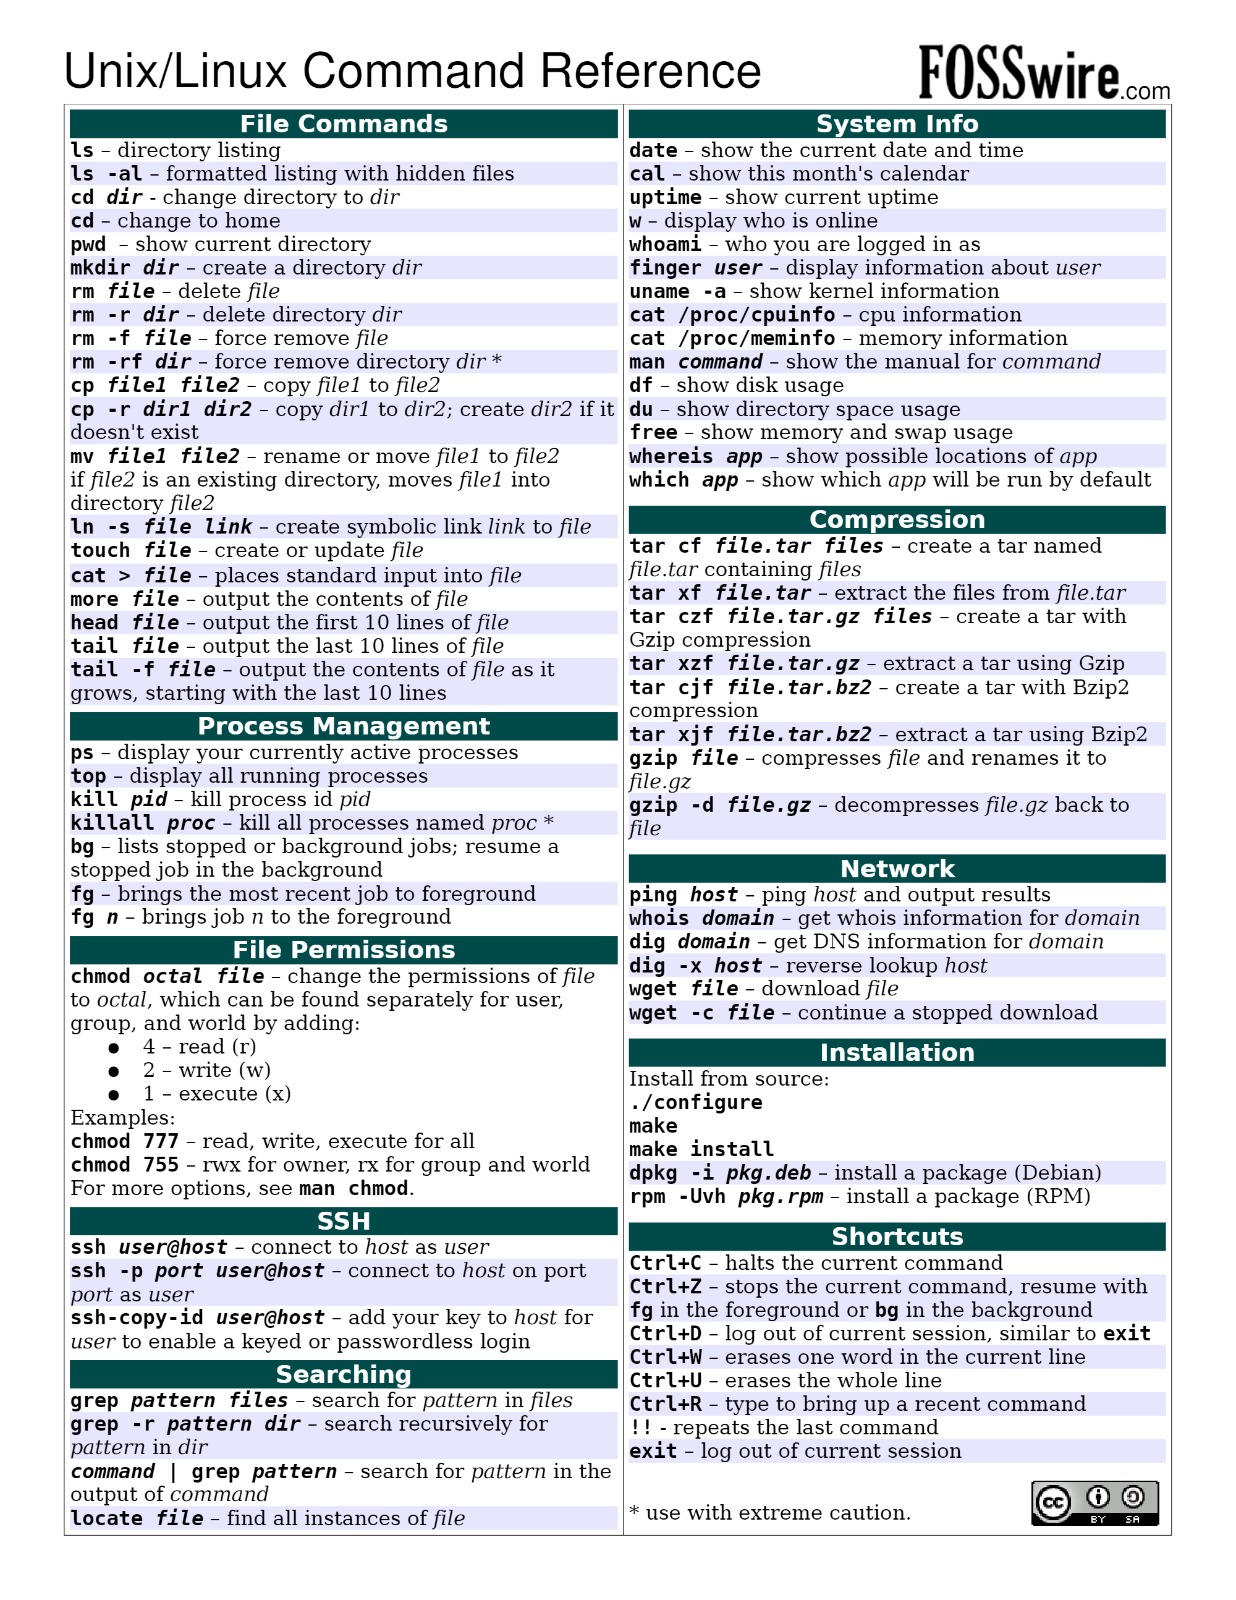 Unix/Linux Command Reference
FOSSwire.com
File Commands
ls – directory listing
ls -al – formatted listing with hidden files
cd dir - change directory to dir
cd – change to home
pwd – show current directory
mkdir dir – create a directory dir
rm file – delete file
rm -r dir – delete directory dir
rm -f file – force remove file
rm -rf dir – force remove directory dir *
cp file1 file2 – copy file1 to file2
cp -r dir1 dir2 – copy dir1 to dir2; create dir2 if it
doesn't exist
mv file1 file2 – rename or move file1 to file2
if file2 is an existing directory, moves file1 into
directory file2
ln -s file link – create symbolic link link to file
touch file – create or update file
cat > file – places standard input into file
more file – output the contents of file
head file – output the first 10 lines of file
tail file – output the last 10 lines of file
tail -f file – output the contents of file as it
grows, starting with the last 10 lines
Process Management
ps – display your currently active processes
top – display all running processes
kill pid – kill process id pid
killall proc – kill all processes named proc *
bg – lists stopped or background jobs; resume a
stopped job in the background
fg – brings the most recent job to foreground
fg n – brings job n to the foreground
File Permissions
chmod octal file – change the permissions of file
to octal, which can be found separately for user,
group, and world by adding:
● 4 – read (r)
● 2 – write (w)
● 1 – execute (x)
Examples:
chmod 777 – read, write, execute for all
chmod 755 – rwx for owner, rx for group and world
For more options, see man chmod.
SSH
ssh user@host – connect to host as user
ssh -p port user@host – connect to host on port
port as user
ssh-copy-id user@host – add your key to host for
user to enable a keyed or passwordless login
Searching
grep pattern files – search for pattern in files
grep -r pattern dir – search recursively for
pattern in dir
command | grep pattern – search for pattern in the
output of command
locate file – find all instances of file
System Info
date – show the current date and time
cal – show this month's calendar
uptime – show current uptime
w – display who is online
whoami – who you are logged in as
finger user – display information about user
uname -a – show kernel information
cat /proc/cpuinfo – cpu information
cat /proc/meminfo – memory information
man command – show the manual for command
df – show disk usage
du – show directory space usage
free – show memory and swap usage
whereis app – show possible locations of app
which app – show which app will be run by default
Compression
tar cf file.tar files – create a tar named
file.tar containing files
tar xf file.tar – extract the files from file.tar
tar czf file.tar.gz files – create a tar with
Gzip compression
tar xzf file.tar.gz – extract a tar using Gzip
tar cjf file.tar.bz2 – create a tar with Bzip2
compression
tar xjf file.tar.bz2 – extract a tar using Bzip2
gzip file – compresses file and renames it to
file.gz
gzip -d file.gz – decompresses file.gz back to
file
Network
ping host – ping host and output results
whois domain – get whois information for domain
dig domain – get DNS information for domain
dig -x host – reverse lookup host
wget file – download file
wget -c file – continue a stopped download
Installation
Install from source:
./configure
make
make install
dpkg -i pkg.deb – install a package (Debian)
rpm -Uvh pkg.rpm – install a package (RPM)
Shortcuts
Ctrl+C – halts the current command
Ctrl+Z – stops the current command, resume with
fg in the foreground or bg in the background
Ctrl+D – log out of current session, similar to exit
Ctrl+W – erases one word in the current line
Ctrl+U – erases the whole line
Ctrl+R – type to bring up a recent command
!! - repeats the last command
exit – log out of current session
* use with extreme caution.
cc BY SA